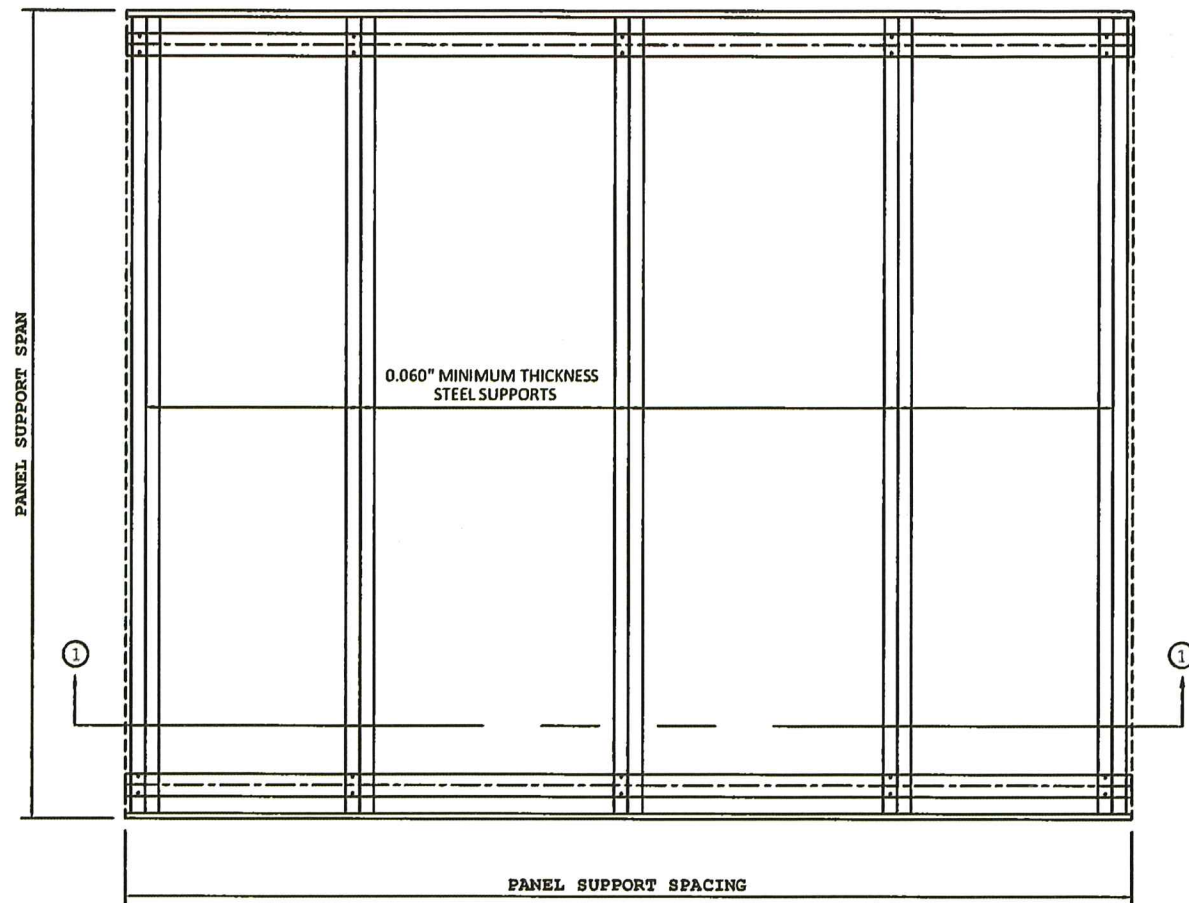 PANEL SUPPORT SPAN
0.060" MINIMUM THICKNESS
STEEL SUPPORTS
1
1
PANEL SUPPORT SPACING